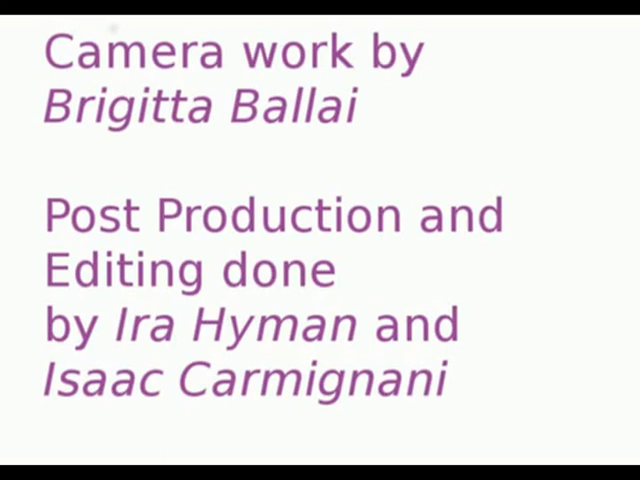 Camera work by
Brigitta Ballai
Post Production and
Editing done
by Ira Hyman and
Isaac Carmignani